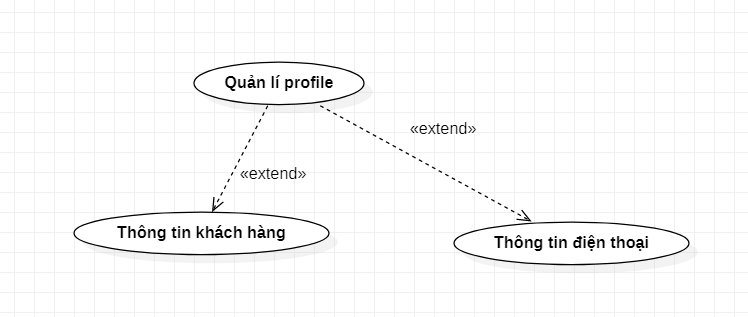 Quản lí profile
«extend»
«extend»
Thông tin khách hàng
Thông tin điện thoại